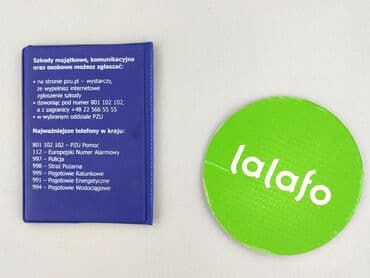 Szkody majątkowe, komunikacyjne
oraz osobowe możesz zgłaszać:
• na stronie pzu.pl – wystarczy,
że wypełnisz internetowe
zgłoszenie szkody
• dzwoniąc pod numer 801 102 102,
a z zagranicy +48 22 566 55 55
• w wybranym oddziale PZU
Najważniejsze telefony w kraju:
801 102 102 – PZU Pomoc
112 – Europejski Numer Alarmowy
997 – Policja
998 – Straż Pożarna
999 – Pogotowie Ratunkowe
991 – Pogotowie Energetyczne
994 – Pogotowie Wodociągowe
lalafo